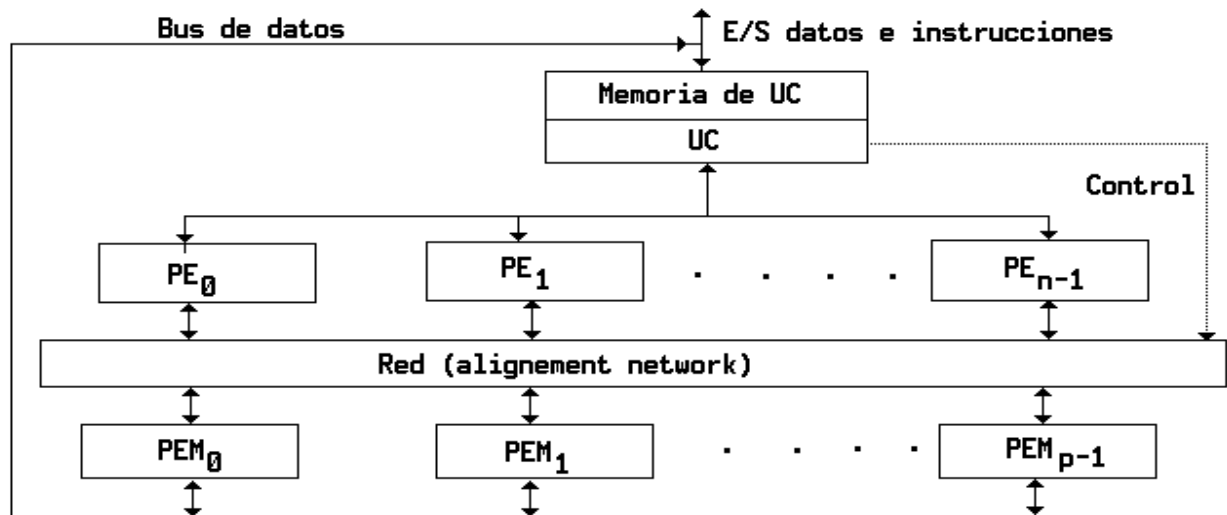 Bus de datos
E/S datos e instrucciones
Memoria de UC
UC
Control
PE0
PE1
. . . .
PEn-1
Red (alignement network)
PEM0
PEM1
. . . .
PEMp-1